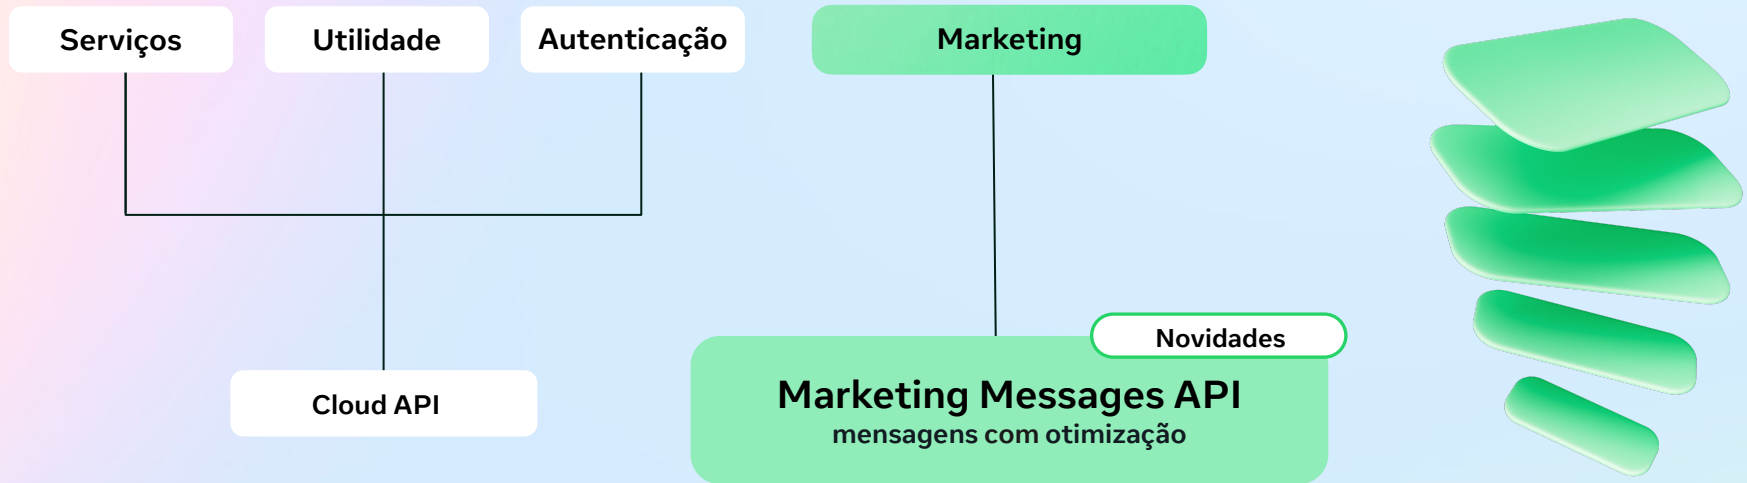 Serviços
Utilidade
Autenticação
Marketing
Novidades
Cloud API
Marketing Messages API
mensagens com otimização